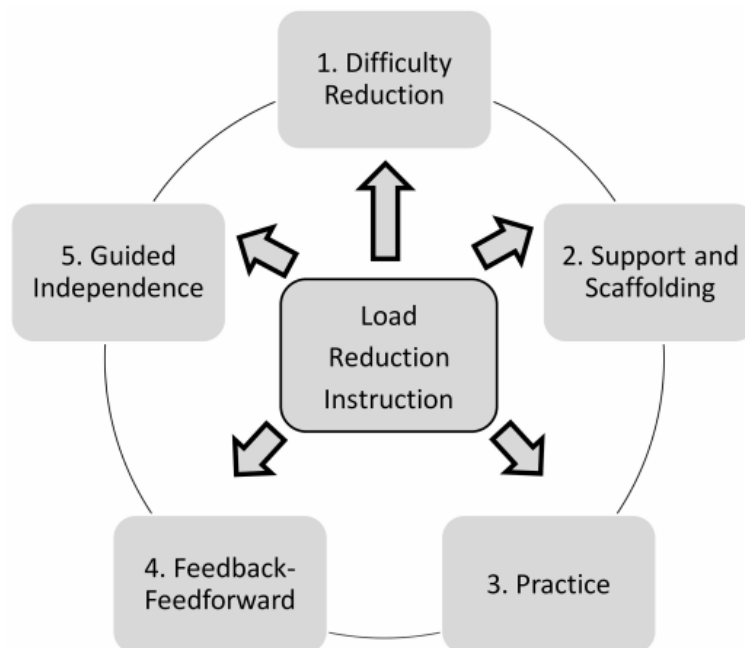 1. Difficulty
Reduction
2. Support and
Scaffolding
3. Practice
4. Feedback-
Feedforward
5. Guided
Independence
Load
Reduction
Instruction